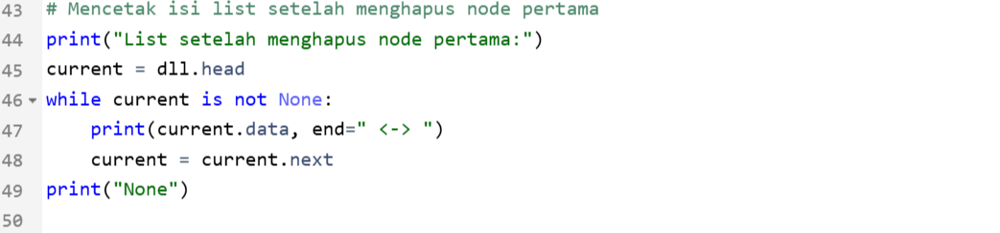 43 # Mencetak isi list setelah menghapus node pertama
44 print("List setelah menghapus node pertama:")
45 current = dll.head
46 while current is not None:
47     print(current.data, end=" <-> ")
48     current = current.next
49 print("None")
50